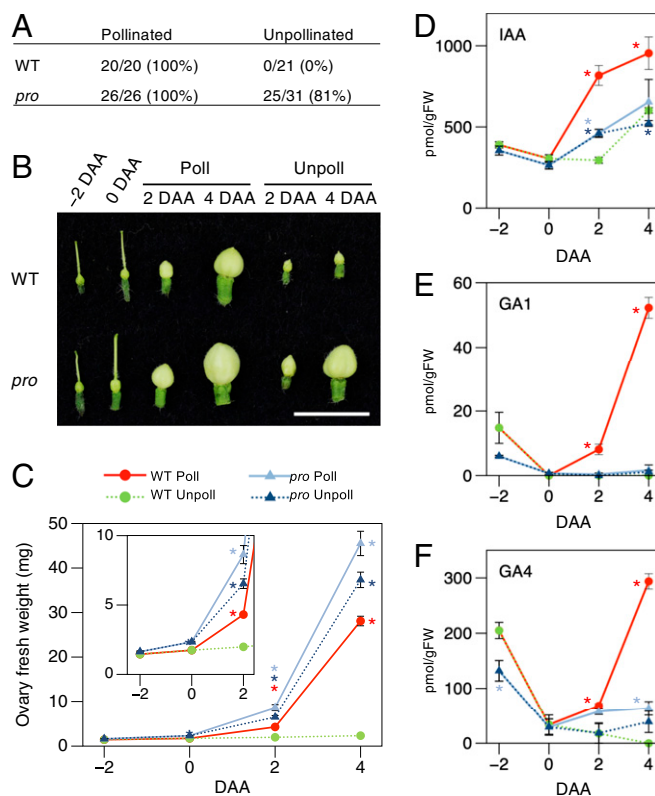 A
Pollinated Unpollinated
WT 20/20 (100%) 0/21 (0%)
pro 26/26 (100%) 25/31 (81%)
B
−2 DAA 0 DAA Poll Unpoll
2 DAA 4 DAA 2 DAA 4 DAA
WT
pro
C
WT Poll pro Poll
WT Unpoll pro Unpoll
Ovary fresh weight (mg)
50
40
30
20
10
0
−2 0 2 4
DAA
10
5
0
−2 0 2
D
IAA
pmol/gFW
1000
500
0
−2 0 2 4
DAA
E
GA1
pmol/gFW
60
40
20
0
−2 0 2 4
DAA
F
GA4
pmol/gFW
300
200
100
0
−2 0 2 4
DAA